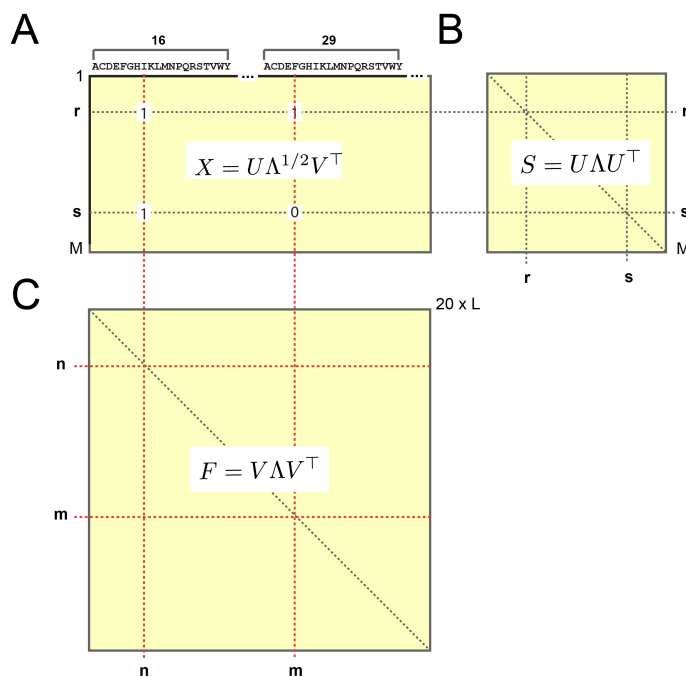 A
B
16
29
ACDEFGHIKLMNPQRSTVWY ... ACDEFGHIKLMNPQRSTVWY ...
1
r 1 1 r
X = UΛ^{1/2}V^⊤
S = UΛU^⊤
s 1 0 s
M M
r s
C
20 x L
n
F = VΛV^⊤
m
n m